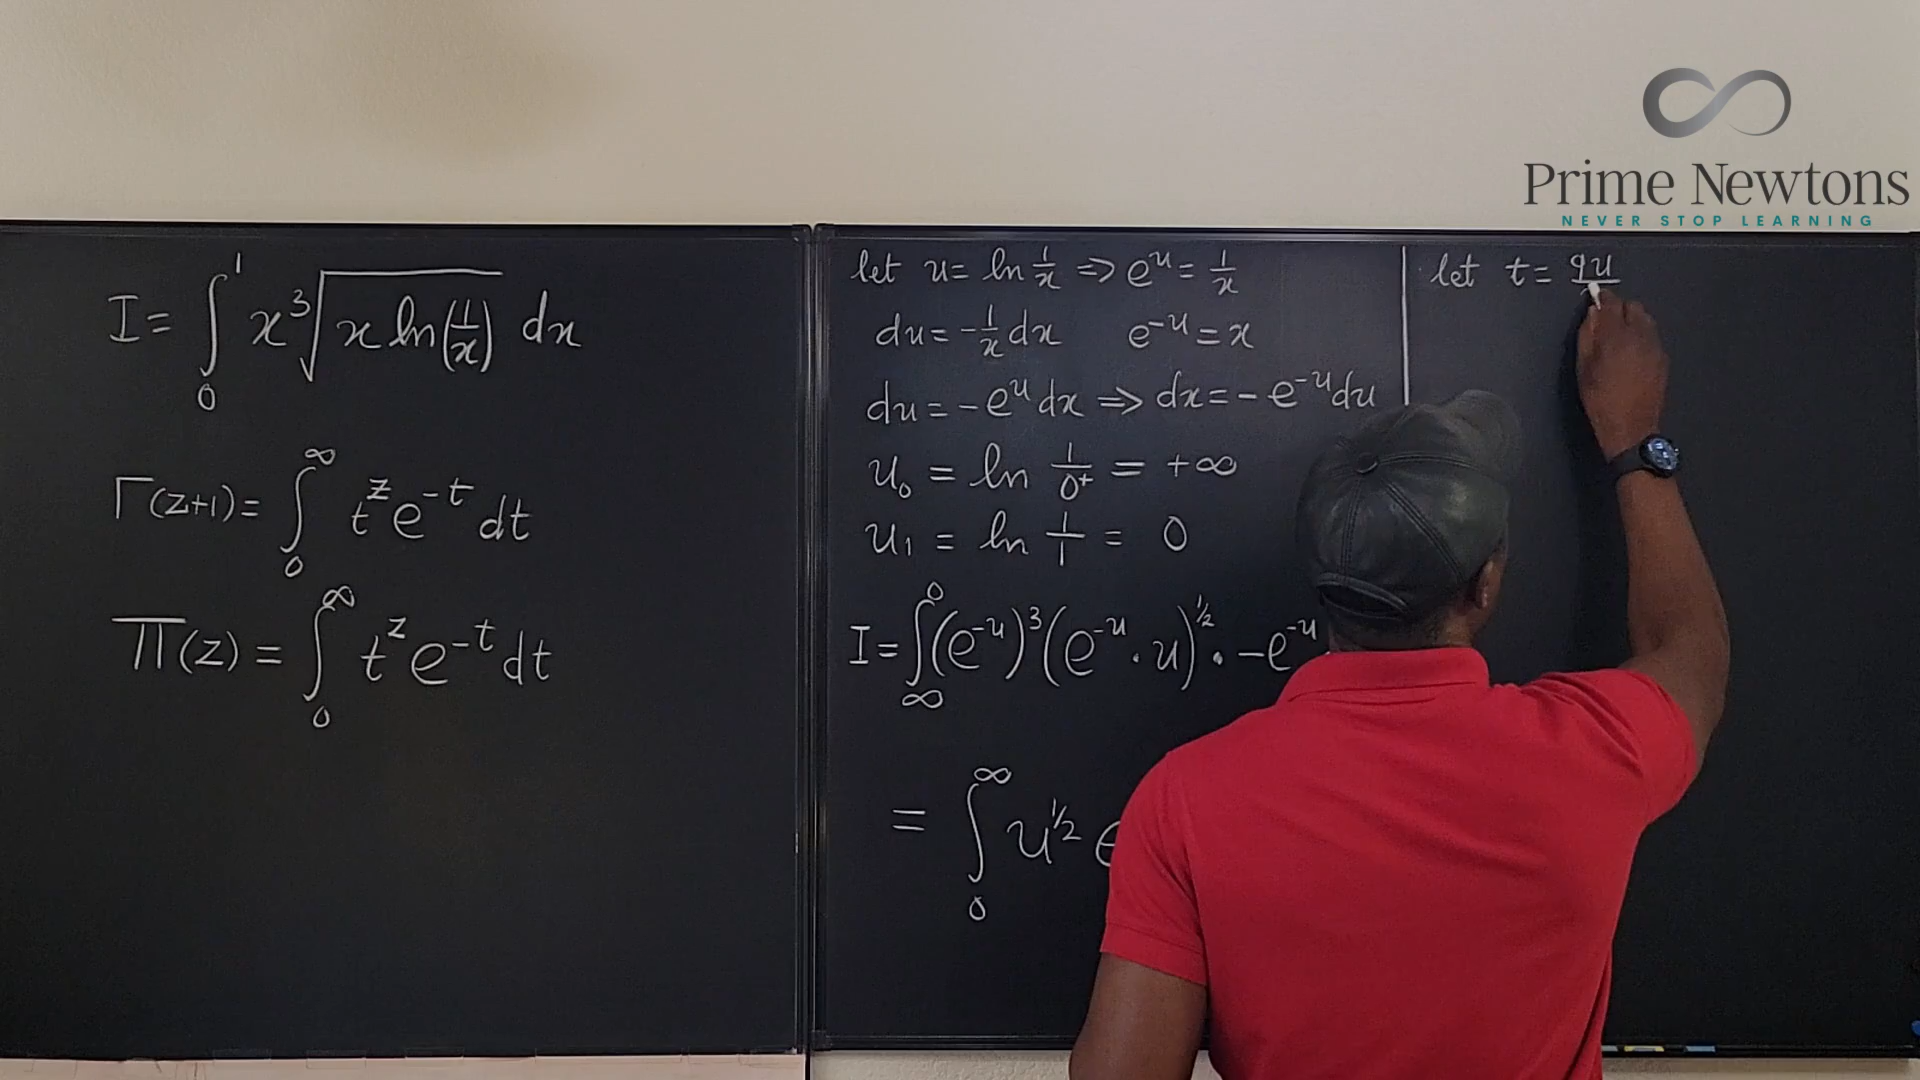 Prime Newtons
NEVER STOP LEARNING
I = ∫₀¹ x³√(x ln(1/x)) dx
Γ(z+1) = ∫₀^∞ t^z e^-t dt
Π(z) = ∫₀^∞ t^z e^-t dt
let u = ln 1/x => e^u = 1/x
du = -1/x dx e^-u = x
du = -e^u dx => dx = -e^-u du
u₀ = ln 1/0⁺ = +∞
u₁ = ln 1/1 = 0
I = ∫_∞^0 (e^-u)³ (e^-u · u)^½ · -e^-u
= ∫₀^∞ u^½ e
let t = 9u